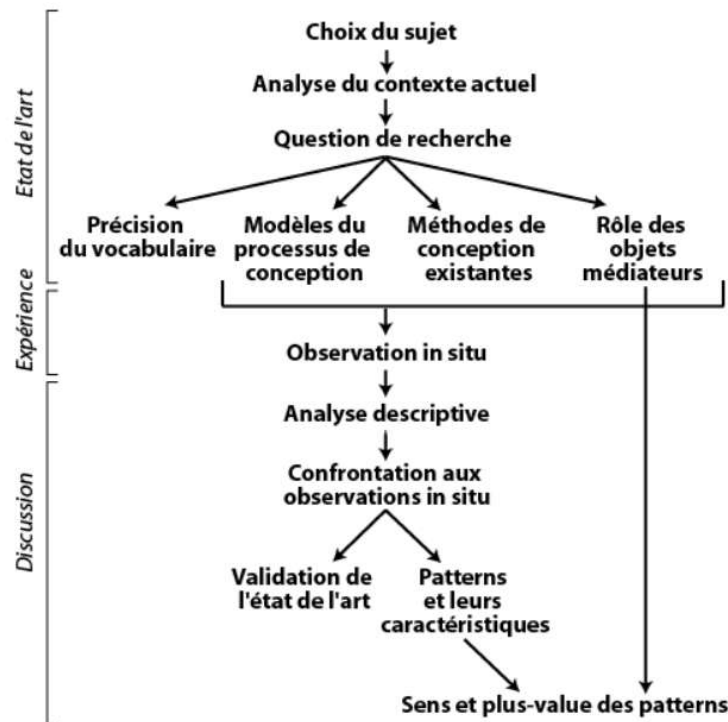 Etat de l'art
Choix du sujet
Analyse du contexte actuel
Question de recherche
Précision
du vocabulaire
Modèles du
processus de
conception
Méthodes de
conception
existantes
Rôle des
objets
médiateurs
Expérience
Observation in situ
Discussion
Analyse descriptive
Confrontation aux
observations in situ
Validation de
l'état de l'art
Patterns
et leurs
caractéristiques
Sens et plus-value des patterns